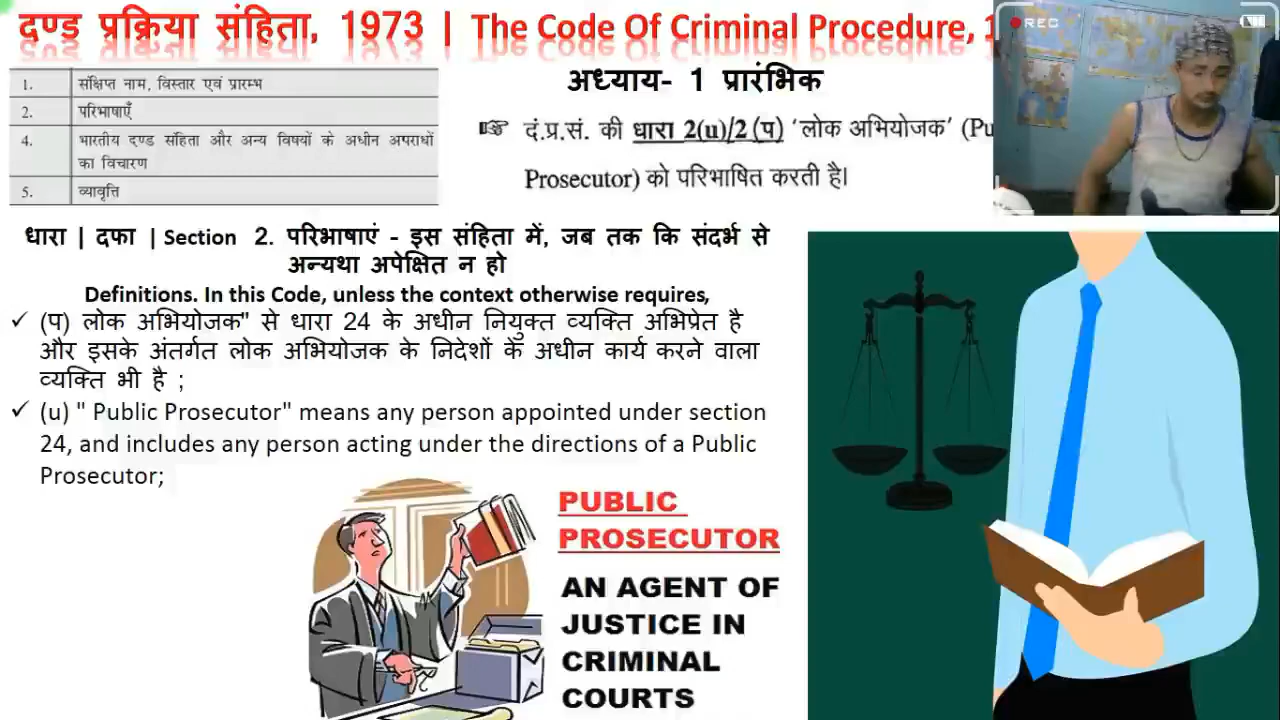 दण्ड प्रक्रिया संहिता, 1973 | The Code Of Criminal Procedure, 1
REC
1. संक्षिप्त नाम, विस्तार एवं प्रारम्भ
2. परिभाषाएँ
4. भारतीय दण्ड संहिता और अन्य विषयों के अधीन अपराधों
का विचारण
5. व्यावृत्ति
अध्याय- 1 प्रारंभिक
☞ दं.प्र.सं. की धारा 2(u)/2 (प) 'लोक अभियोजक' (Pu
Prosecutor) को परिभाषित करती है।
धारा | दफा | Section 2. परिभाषाएं - इस संहिता में, जब तक कि संदर्भ से
अन्यथा अपेक्षित न हो
Definitions. In this Code, unless the context otherwise requires,
✓ (प) लोक अभियोजक" से धारा 24 के अधीन नियुक्त व्यक्ति अभिप्रेत है
और इसके अंतर्गत लोक अभियोजक के निदेशों के अधीन कार्य करने वाला
व्यक्ति भी है ;
✓ (u) " Public Prosecutor" means any person appointed under section
24, and includes any person acting under the directions of a Public
Prosecutor;
PUBLIC
PROSECUTOR
AN AGENT OF
JUSTICE IN
CRIMINAL
COURTS